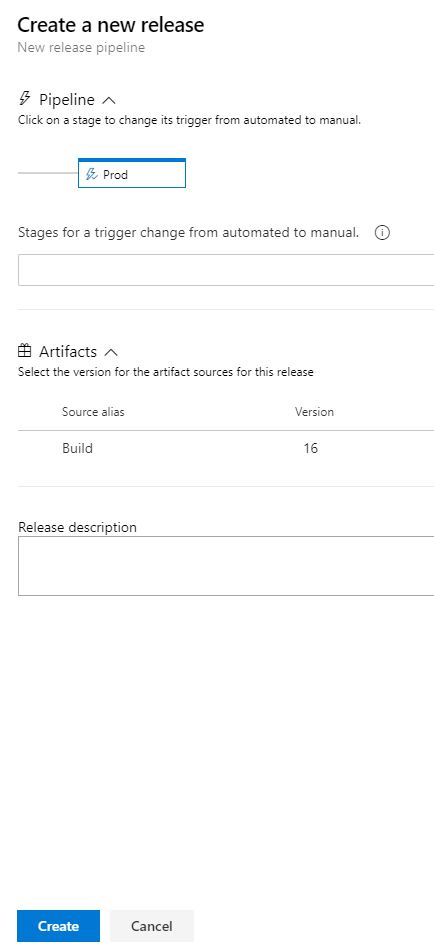 Create a new release
New release pipeline
Pipeline
Click on a stage to change its trigger from automated to manual.
Prod
Stages for a trigger change from automated to manual.
Artifacts
Select the version for the artifact sources for this release
Source alias Version
Build 16
Release description
Create Cancel